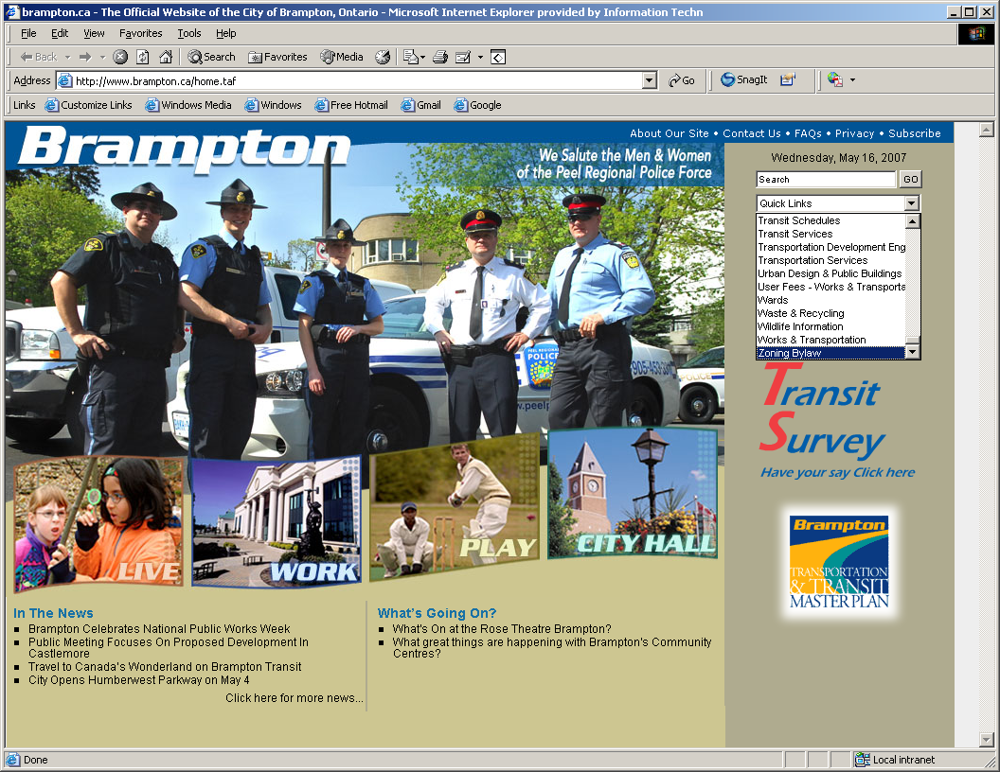 brampton.ca - The Official Website of the City of Brampton, Ontario - Microsoft Internet Explorer provided by Information Techn
File Edit View Favorites Tools Help
Back Search Favorites Media
Address http://www.brampton.ca/home.taf Go SnagIt
Links Customize Links Windows Media Windows Free Hotmail Gmail Google
Brampton
About Our Site • Contact Us • FAQs • Privacy • Subscribe
We Salute the Men & Women
of the Peel Regional Police Force
Wednesday, May 16, 2007
Search GO
Quick Links
Transit Schedules
Transit Services
Transportation Development Eng
Transportation Services
Urban Design & Public Buildings
User Fees - Works & Transporta
Wards
Waste & Recycling
Wildlife Information
Works & Transportation
Zoning Bylaw
PEEL REGIONAL
POLICE
905-453
www.peelp
POLICE
Transit
Survey
Have your say Click here
LIVE
WORK
PLAY
CITY HALL
Brampton
TRANSPORTATION
& TRANSIT
MASTER PLAN
In The News
Brampton Celebrates National Public Works Week
Public Meeting Focuses On Proposed Development In
Castlemore
Travel to Canada's Wonderland on Brampton Transit
City Opens Humberwest Parkway on May 4
Click here for more news...
What's Going On?
What's On at the Rose Theatre Brampton?
What great things are happening with Brampton's Community
Centres?
Done Local intranet